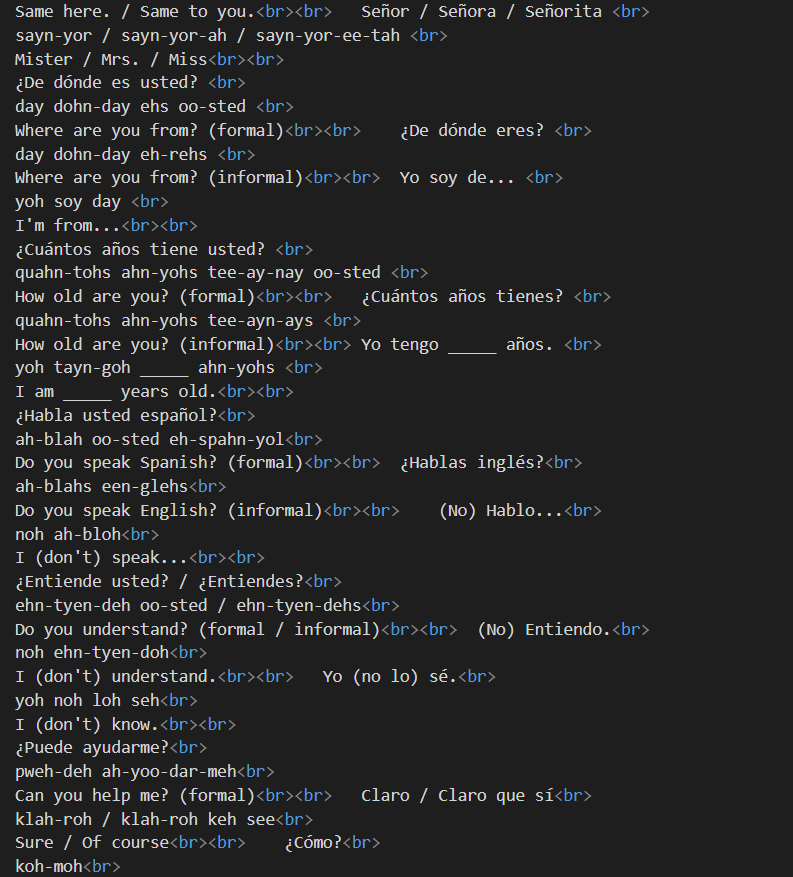 Same here. / Same to you.<br><br>   Señor / Señora / Señorita <br>
sayn-yor / sayn-yor-ah / sayn-yor-ee-tah <br>
Mister / Mrs. / Miss<br><br>
¿De dónde es usted? <br>
day dohn-day ehs oo-sted <br>
Where are you from? (formal)<br><br>    ¿De dónde eres? <br>
day dohn-day eh-rehs <br>
Where are you from? (informal)<br><br>  Yo soy de... <br>
yoh soy day <br>
I'm from...<br><br>
¿Cuántos años tiene usted? <br>
quahn-tohs ahn-yohs tee-ay-nay oo-sted <br>
How old are you? (formal)<br><br>   ¿Cuántos años tienes? <br>
quahn-tohs ahn-yohs tee-ayn-ays <br>
How old are you? (informal)<br><br> Yo tengo _____ años. <br>
yoh tayn-goh _____ ahn-yohs <br>
I am _____ years old.<br><br>
¿Habla usted español?<br>
ah-blah oo-sted eh-spahn-yol<br>
Do you speak Spanish? (formal)<br><br>  ¿Hablas inglés?<br>
ah-blahs een-glehs<br>
Do you speak English? (informal)<br><br>    (No) Hablo...<br>
noh ah-bloh<br>
I (don't) speak...<br><br>
¿Entiende usted? / ¿Entiendes?<br>
ehn-tyen-deh oo-sted / ehn-tyen-dehs<br>
Do you understand? (formal / informal)<br><br>  (No) Entiendo.<br>
noh ehn-tyen-doh<br>
I (don't) understand.<br><br>   Yo (no lo) sé.<br>
yoh noh loh seh<br>
I (don't) know.<br><br>
¿Puede ayudarme?<br>
pweh-deh ah-yoo-dar-meh<br>
Can you help me? (formal)<br><br>   Claro / Claro que sí<br>
klah-roh / klah-roh keh see<br>
Sure / Of course<br><br>    ¿Cómo?<br>
koh-moh<br>